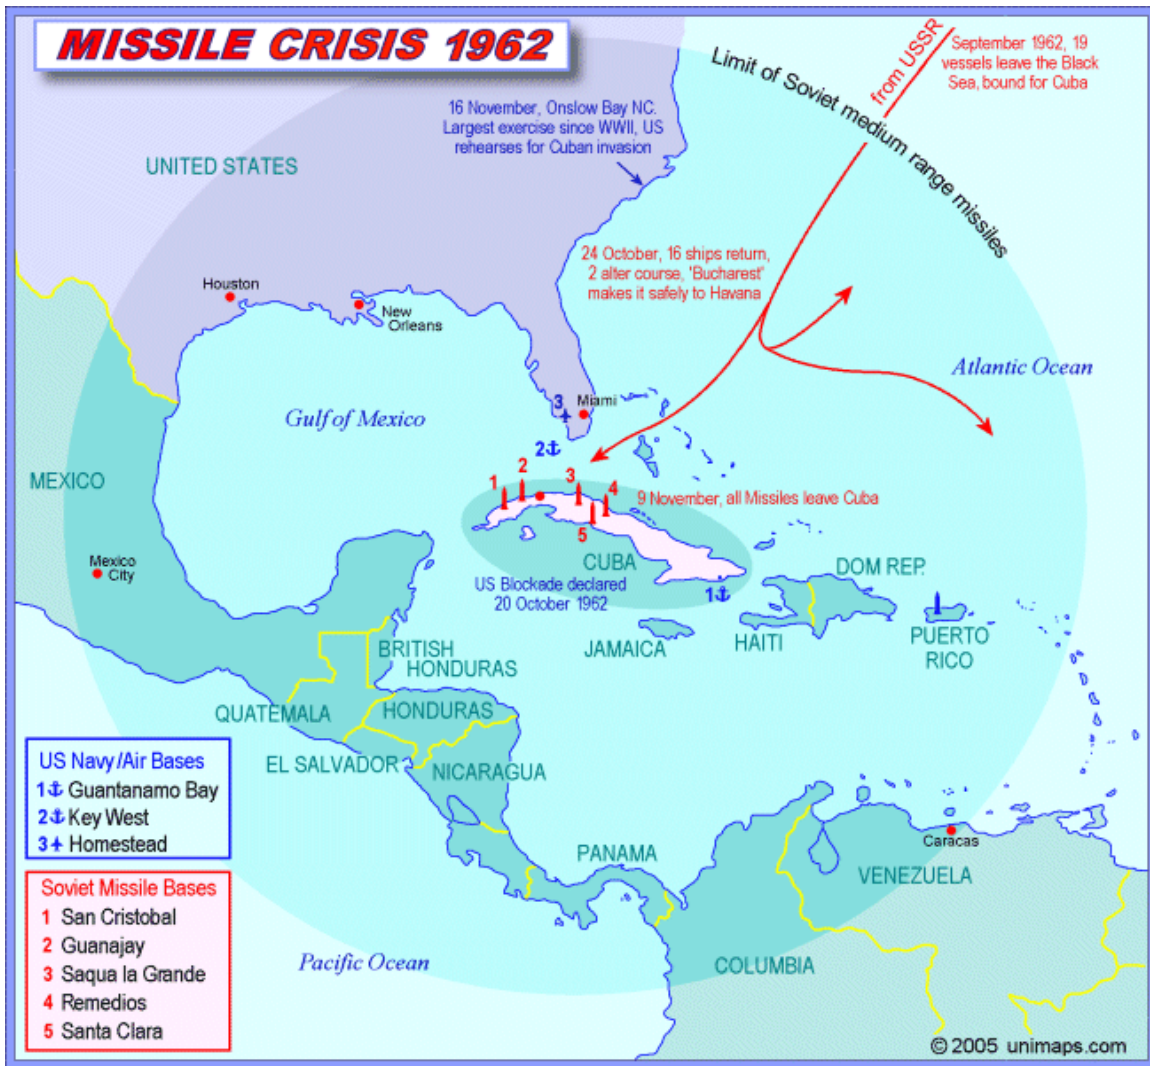 MISSILE CRISIS 1962
from USSR
September 1962, 19
vessels leave the Black
Sea, bound for Cuba
Limit of Soviet medium range missiles
16 November, Onslow Bay NC.
Largest exercise since WWII, US
rehearses for Cuban invasion
UNITED STATES
24 October, 16 ships return,
2 alter course, 'Bucharest'
makes it safely to Havana
Houston
New
Orleans
Atlantic Ocean
Gulf of Mexico
3
Miami
2
MEXICO
1
2
3
4
5
9 November, all Missiles leave Cuba
Mexico
City
CUBA
US Blockade declared
20 October 1962
1
DOM REP.
HAITI
JAMAICA
PUERTO
RICO
BRITISH
HONDURAS
QUATEMALA
HONDURAS
EL SALVADOR
NICARAGUA
US Navy/Air Bases
1 Guantanamo Bay
2 Key West
3 Homestead
PANAMA
Caracas
VENEZUELA
Soviet Missile Bases
1 San Cristobal
2 Guanajay
3 Saqua la Grande
4 Remedios
5 Santa Clara
Pacific Ocean
COLUMBIA
© 2005 unimaps.com